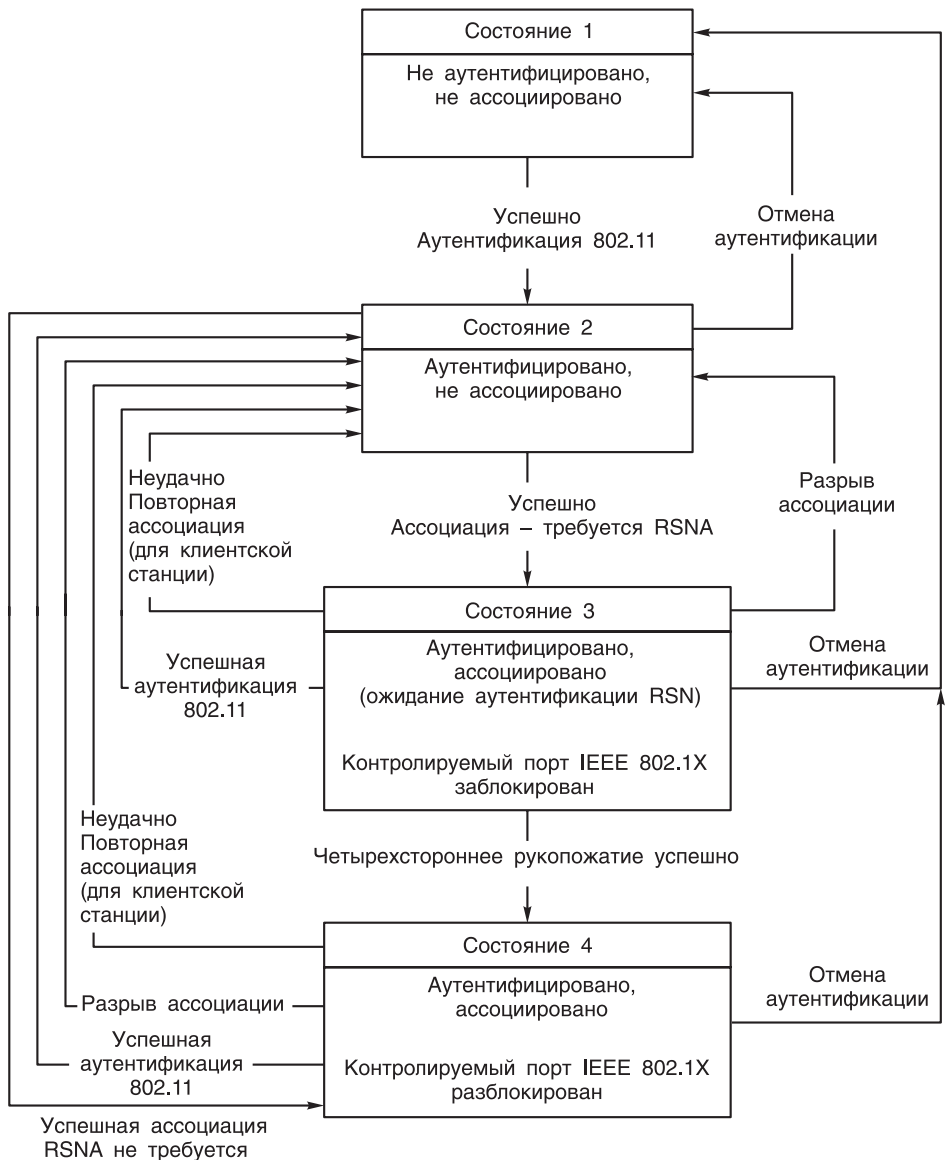 Состояние 1
Не аутентифицировано,
не ассоциировано
Успешно
Аутентификация 802.11
Отмена
аутентификации
Состояние 2
Аутентифицировано,
не ассоциировано
Неудачно
Повторная
ассоциация
(для клиентской
станции)
Успешно
Ассоциация – требуется RSNA
Разрыв
ассоциации
Состояние 3
Аутентифицировано,
ассоциировано
(ожидание аутентификации RSN)
Контролируемый порт IEEE 802.1X
заблокирован
Успешная
аутентификация
802.11
Отмена
аутентификации
Четырехстороннее рукопожатие успешно
Неудачно
Повторная
ассоциация
(для клиентской
станции)
Состояние 4
Аутентифицировано,
ассоциировано
Контролируемый порт IEEE 802.1X
разблокирован
Отмена
аутентификации
Разрыв ассоциации
Успешная
аутентификация
802.11
Успешная ассоциация
RSNA не требуется